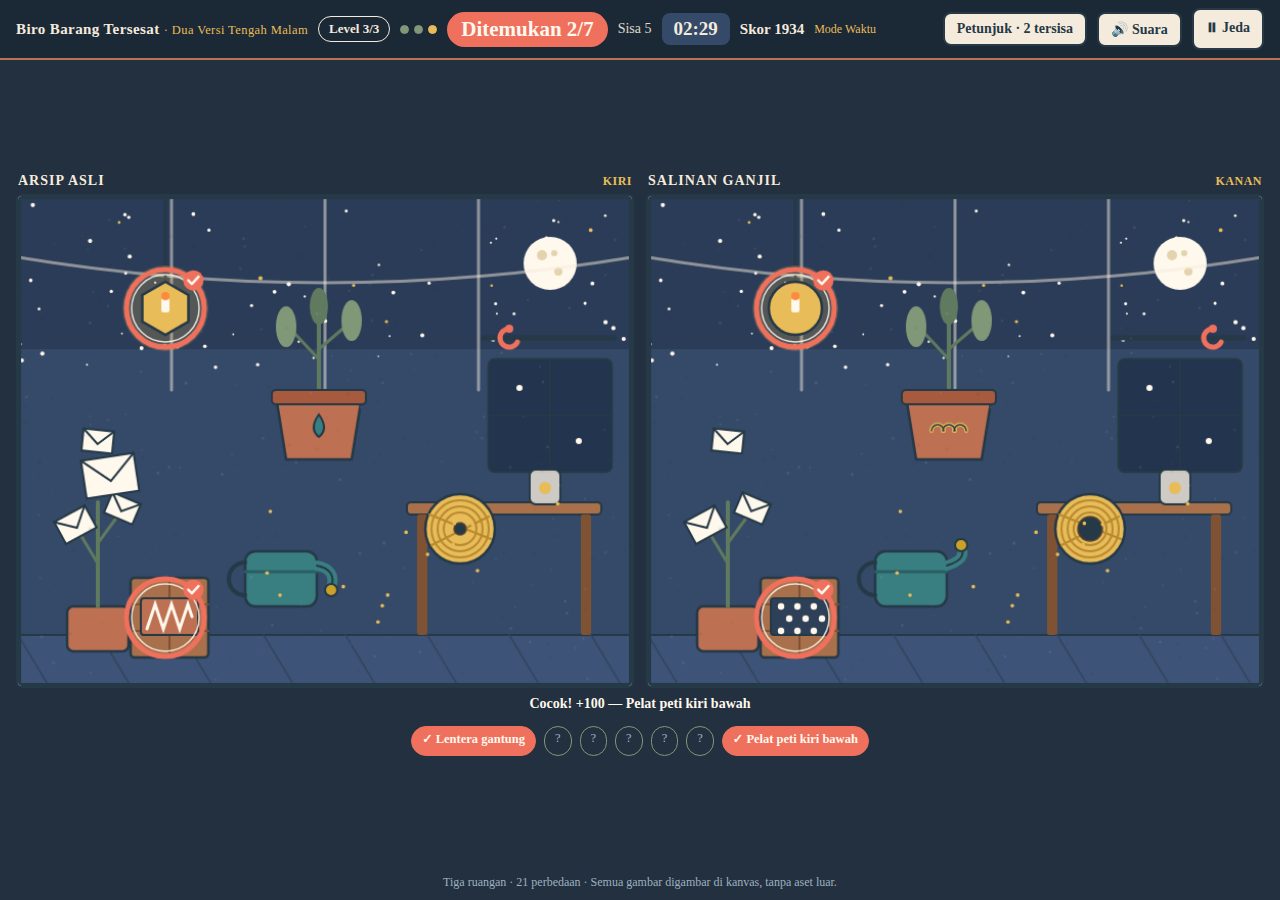 Biro Barang Tersesat · Dua Versi Tengah Malam Level 3/3 Ditemukan 2/7 Sisa 5 02:29 Skor 1934 Mode Waktu Petunjuk · 2 tersisa 🔊 Suara ⏸ Jeda
ARSIP ASLI KIRI SALINAN GANJIL KANAN
Cocok! +100 — Pelat peti kiri bawah
✓ Lentera gantung ? ? ? ? ? ✓ Pelat peti kiri bawah
Tiga ruangan · 21 perbedaan · Semua gambar digambar di kanvas, tanpa aset luar.